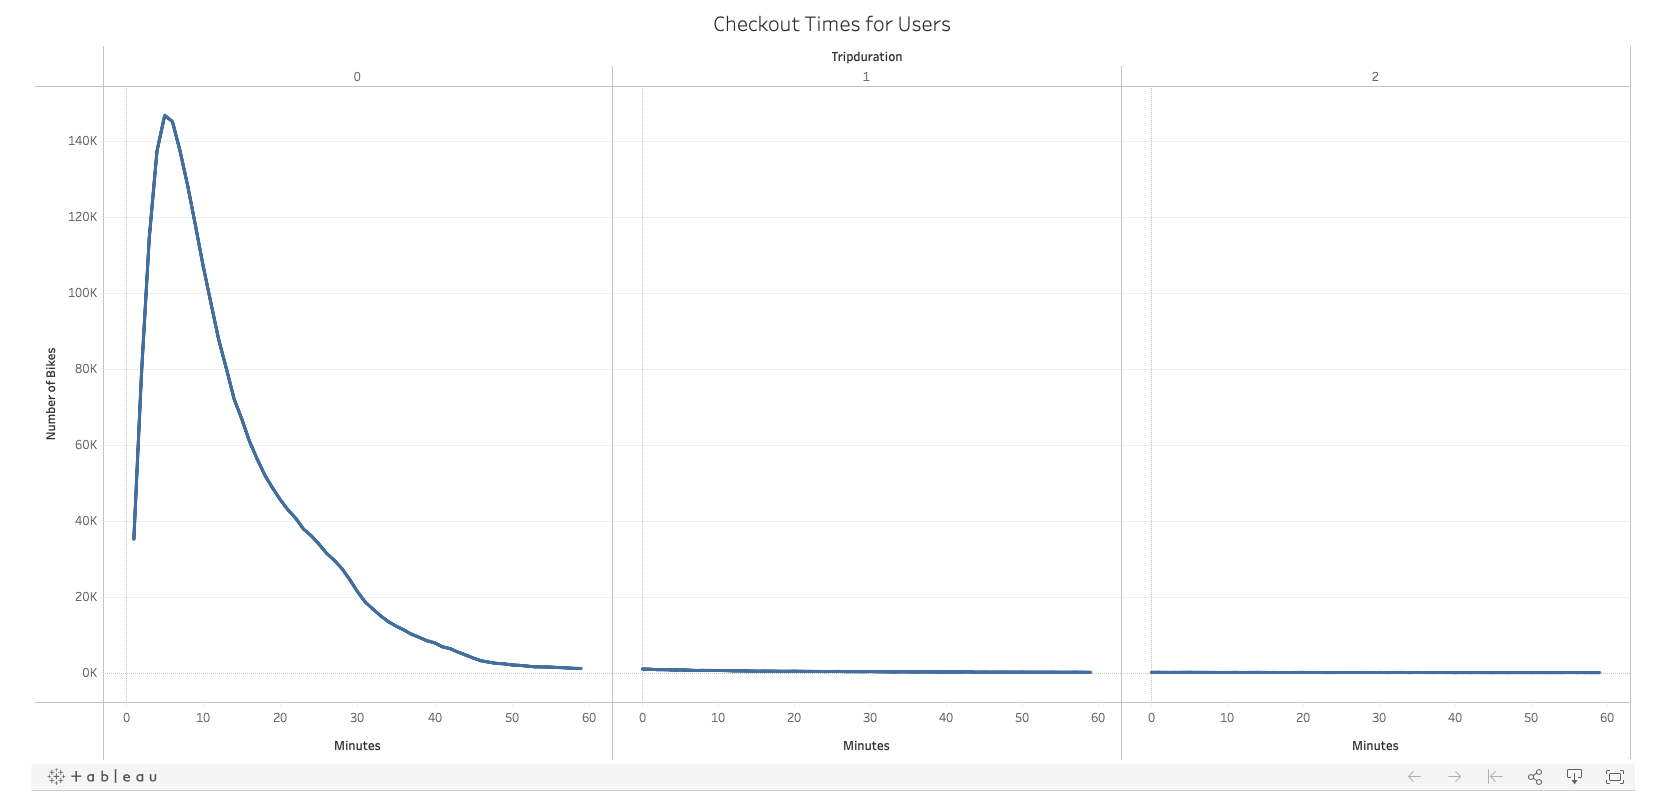 Checkout Times for Users
Tripduration
0 1 2
140K
120K
100K
80K
60K
40K
20K
0K
Number of Bikes
0 10 20 30 40 50 60 0 10 20 30 40 50 60 0 10 20 30 40 50 60
Minutes Minutes Minutes
+ableau